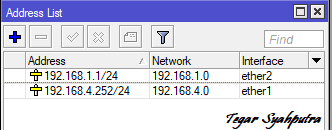 Address List
Find
Address Network Interface
192.168.1.1/24 192.168.1.0 ether2
192.168.4.252/24 192.168.4.0 ether1
Tegar Syahputra